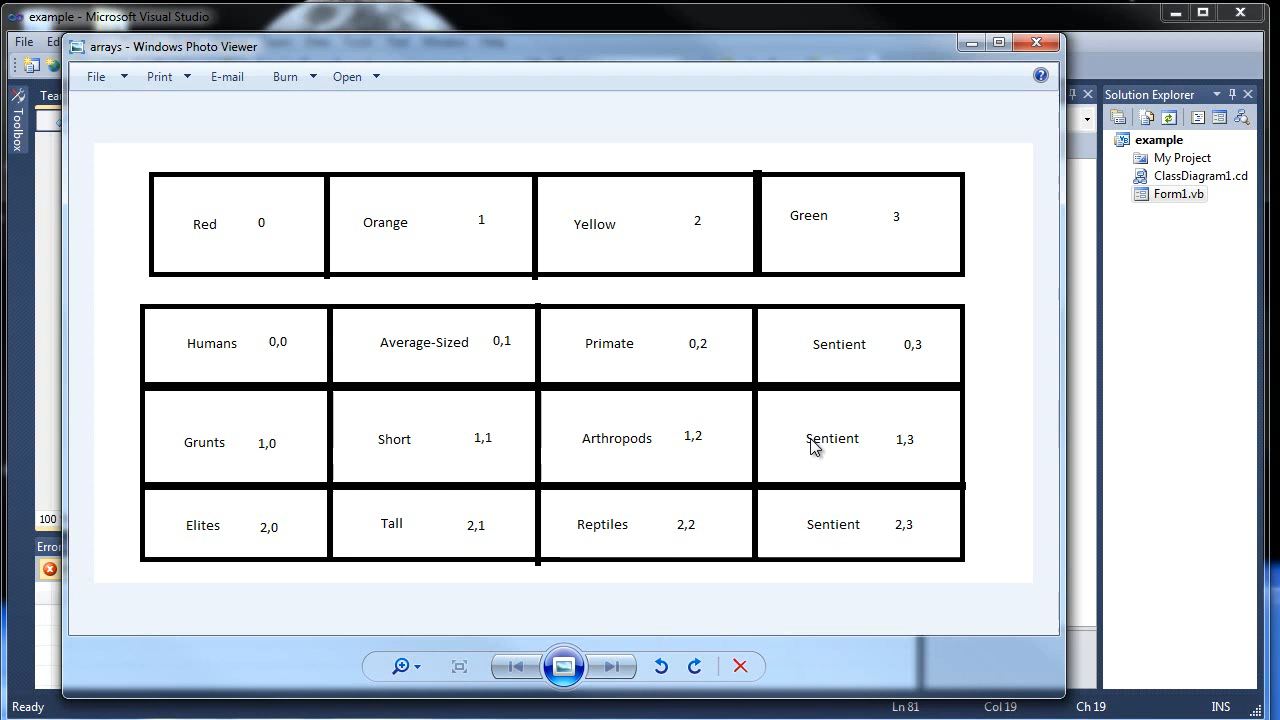 example - Microsoft Visual Studio
File Ed
arrays - Windows Photo Viewer
File Print E-mail Burn Open
Toolbox
Tea
Red 0 Orange 1 Yellow 2 Green 3
Humans 0,0 Average-Sized 0,1 Primate 0,2 Sentient 0,3
Grunts 1,0 Short 1,1 Arthropods 1,2 Sentient 1,3
Elites 2,0 Tall 2,1 Reptiles 2,2 Sentient 2,3
100
Error
Solution Explorer
example
My Project
ClassDiagram1.cd
Form1.vb
Ready Ln 81 Col 19 Ch 19 INS